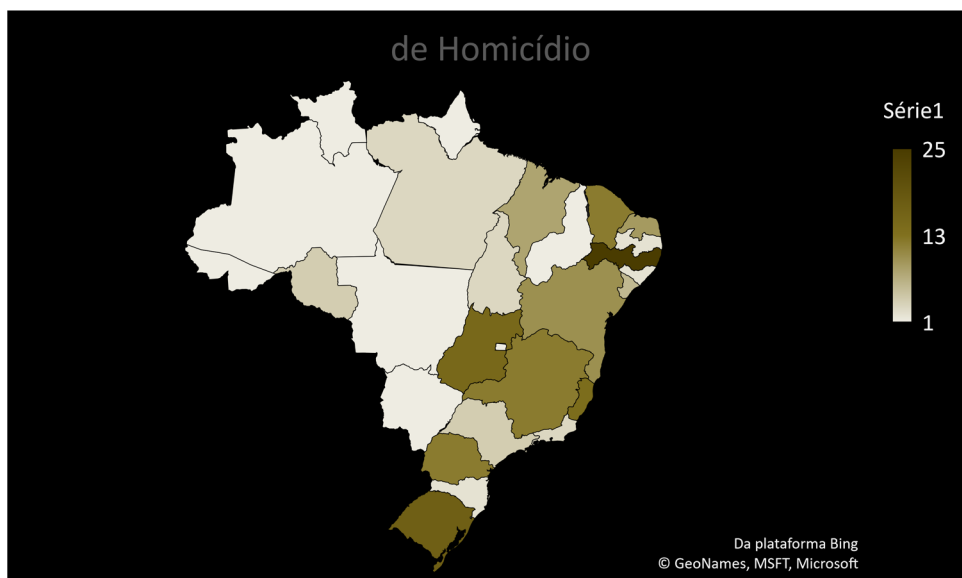 de Homicídio
Série1
25
13
1
Da plataforma Bing
© GeoNames, MSFT, Microsoft